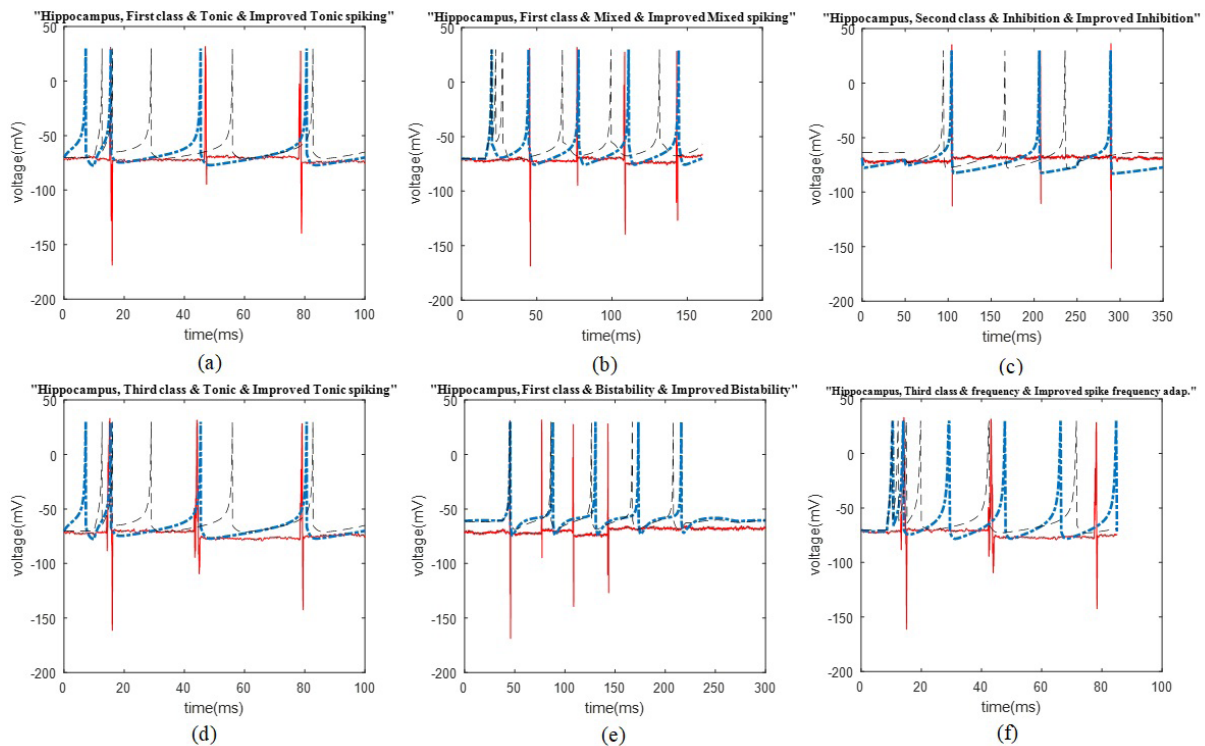 "Hippocampus, First class & Tonic & Improved Tonic spiking"
50
0
-50
-100
-150
-200
voltage(mV)
0 20 40 60 80 100
time(ms)
(a)
"Hippocampus, First class & Mixed & Improved Mixed spiking"
50
0
-50
-100
-150
-200
voltage(mV)
0 50 100 150 200
time(ms)
(b)
"Hippocampus, Second class & Inhibition & Improved Inhibition"
50
0
-50
-100
-150
-200
voltage(mV)
0 50 100 150 200 250 300 350
time(ms)
(c)
"Hippocampus, Third class & Tonic & Improved Tonic spiking"
50
0
-50
-100
-150
-200
voltage(mV)
0 20 40 60 80 100
time(ms)
(d)
"Hippocampus, First class & Bistability & Improved Bistability"
50
0
-50
-100
-150
-200
voltage(mV)
0 50 100 150 200 250 300
time(ms)
(e)
"Hippocampus, Third class & frequency & Improved spike frequency adap."
50
0
-50
-100
-150
-200
voltage(mV)
0 20 40 60 80 100
time(ms)
(f)